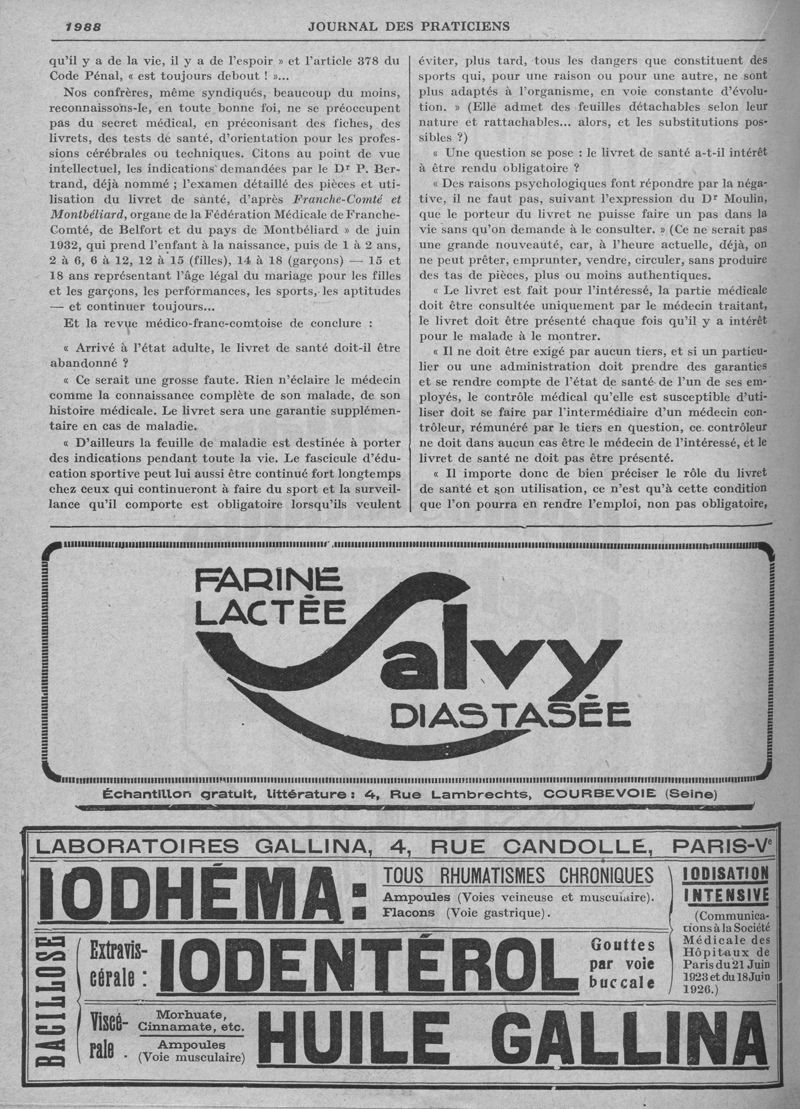 1988
JOURNAL DES PRATICIENS
qu'il y a de la vie, il y a de l'espoir » et l'article 378 du
Code Pénal, « est toujours debout ! »...
Nos confrères, même syndiqués, beaucoup du moins,
reconnaissons-le, en toute bonne foi, ne se préoccupent
pas du secret médical, en préconisant des fiches, des
livrets, des tests de santé, d'orientation pour les profes-
sions cérébrales ou techniques. Citons au point de vue
intellectuel, les indications demandées par le Dr P. Ber-
trand, déjà nommé ; l'examen détaillé des pièces et uti-
lisation du livret de santé, d'après Franche-Comté et
Montbéliard, organe de la Fédération Médicale de Franche-
Comté, de Belfort et du pays de Montbéliard » de juin
1932, qui prend l'enfant à la naissance, puis de 1 à 2 ans,
2 à 6, 6 à 12, 12 à 15 (filles), 14 à 18 (garçons) — 15 et
18 ans représentant l'âge légal du mariage pour les filles
et les garçons, les performances, les sports, les aptitudes
— et continuer toujours...
Et la revue médico-franc-comtoise de conclure :
« Arrivé à l'état adulte, le livret de santé doit-il être
abandonné ?
« Ce serait une grosse faute. Rien n'éclaire le médecin
comme la connaissance complète de son malade, de son
histoire médicale. Le livret sera une garantie supplémen-
taire en cas de maladie.
« D'ailleurs la feuille de maladie est destinée à porter
des indications pendant toute la vie. Le fascicule d'édu-
cation sportive peut lui aussi être continué fort longtemps
chez ceux qui continueront à faire du sport et la surveil-
lance qu'il comporte est obligatoire lorsqu'ils veulent
éviter, plus tard, tous les dangers que constituent des
sports qui, pour une raison ou pour une autre, ne sont
plus adaptés à l'organisme, en voie constante d'évolu-
tion. » (Elle admet des feuilles détachables selon leur
nature et rattachables... alors, et les substitutions pos-
sibles ?)
« Une question se pose : le livret de santé a-t-il intérêt
à être rendu obligatoire ?
« Des raisons psychologiques font répondre par la néga-
tive, il ne faut pas, suivant l'expression du Dr Moulin,
que le porteur du livret ne puisse faire un pas dans la
vie sans qu'on demande à le consulter. » (Ce ne serait pas
une grande nouveauté, car, à l'heure actuelle, déjà, on
ne peut prêter, emprunter, vendre, circuler, sans produire
des tas de pièces, plus ou moins authentiques.
« Le livret est fait pour l'intéressé, la partie médicale
doit être consultée uniquement par le médecin traitant,
le livret doit être présenté chaque fois qu'il y a intérêt
pour le malade à le montrer.
« Il ne doit être exigé par aucun tiers, et si un particu-
lier ou une administration doit prendre des garanties
et se rendre compte de l'état de santé de l'un de ses em-
ployés, le contrôle médical qu'elle est susceptible d'uti-
liser doit se faire par l'intermédiaire d'un médecin con-
trôleur, rémunéré par le tiers en question, ce contrôleur
ne doit dans aucun cas être le médecin de l'intéressé, et le
livret de santé ne doit pas être présenté.
« Il importe donc de bien préciser le rôle du livret
de santé et son utilisation, ce n'est qu'à cette condition
que l'on pourra en rendre l'emploi, non pas obligatoire,
FARINE
LACTÉE
Salvy
DIASTASÉE
Échantillon gratuit, littérature : 4, Rue Lambrechts, COURBEVOIE (Seine)
LABORATOIRES GALLINA, 4, RUE CANDOLLE, PARIS-Ve
IODHÉMA :
TOUS RHUMATISMES CHRONIQUES
Ampoules (Voies veineuse et musculaire).
Flacons (Voie gastrique).
IODISATION
INTENSIVE
(Communica-
tions à la Société
Médicale des
Hôpitaux de
Paris du 21 Juin
1923 et du 18 Juin
1926.)
BACILLOSE
Extravis-
cérale :
IODENTÉROL
Gouttes
par voie
buccale
Viscé-
rale :
Morhuate,
Cinnamate, etc.
Ampoules
(Voie musculaire)
HUILE GALLINA